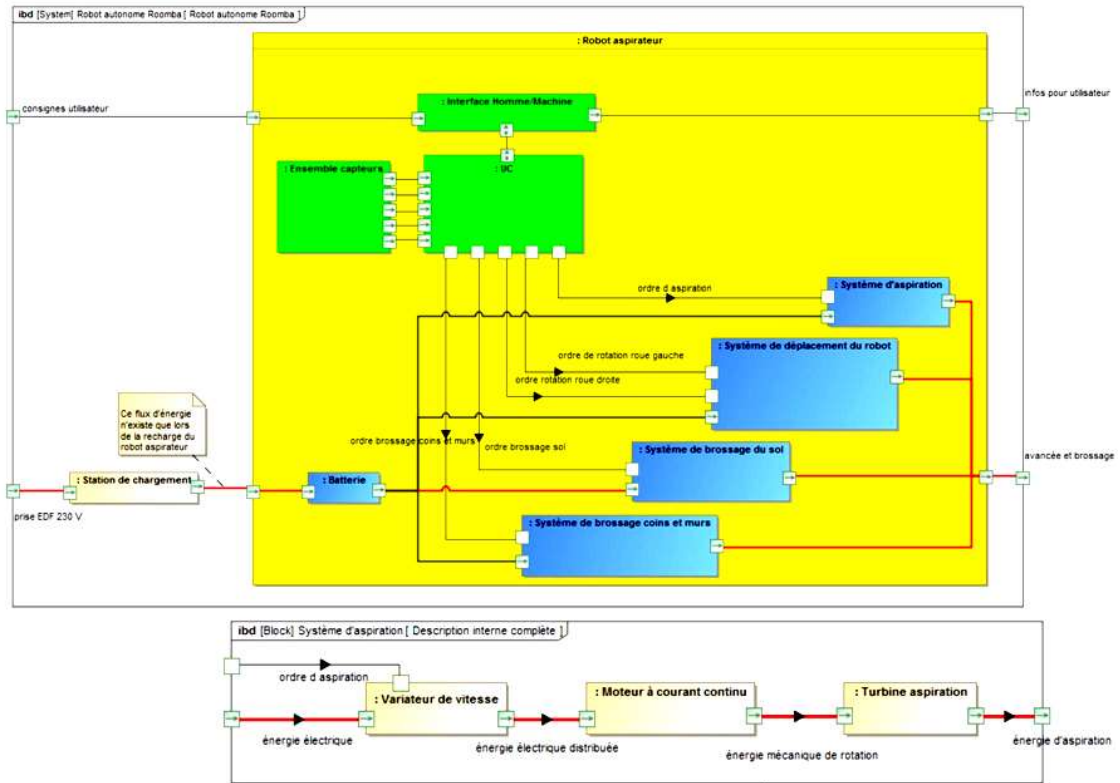 ibd [System[ Robot autonome Roomba [ Robot autonome Roomba ]
: Robot aspirateur
consignes utilisateur
: Interface Homme/Machine
infos pour utilisateur
: Ensemble capteurs
: UC
ordre d aspiration
: Système d'aspiration
: Système de déplacement du robot
ordre de rotation roue gauche
ordre rotation roue droite
Ce flux d'énergie
n'existe que lors
de la recharge du
robot aspirateur
ordre brossage coins et murs
ordre brossage sol
: Système de brossage du sol
avancée et brossage
: Station de chargement
: Batterie
prise EDF 230 V
: Système de brossage coins et murs
ibd [Block] Système d'aspiration [ Description interne complète ]
ordre d aspiration
: Variateur de vitesse
: Moteur à courant continu
: Turbine aspiration
énergie électrique
énergie électrique distribuée
énergie mécanique de rotation
énergie d'aspiration